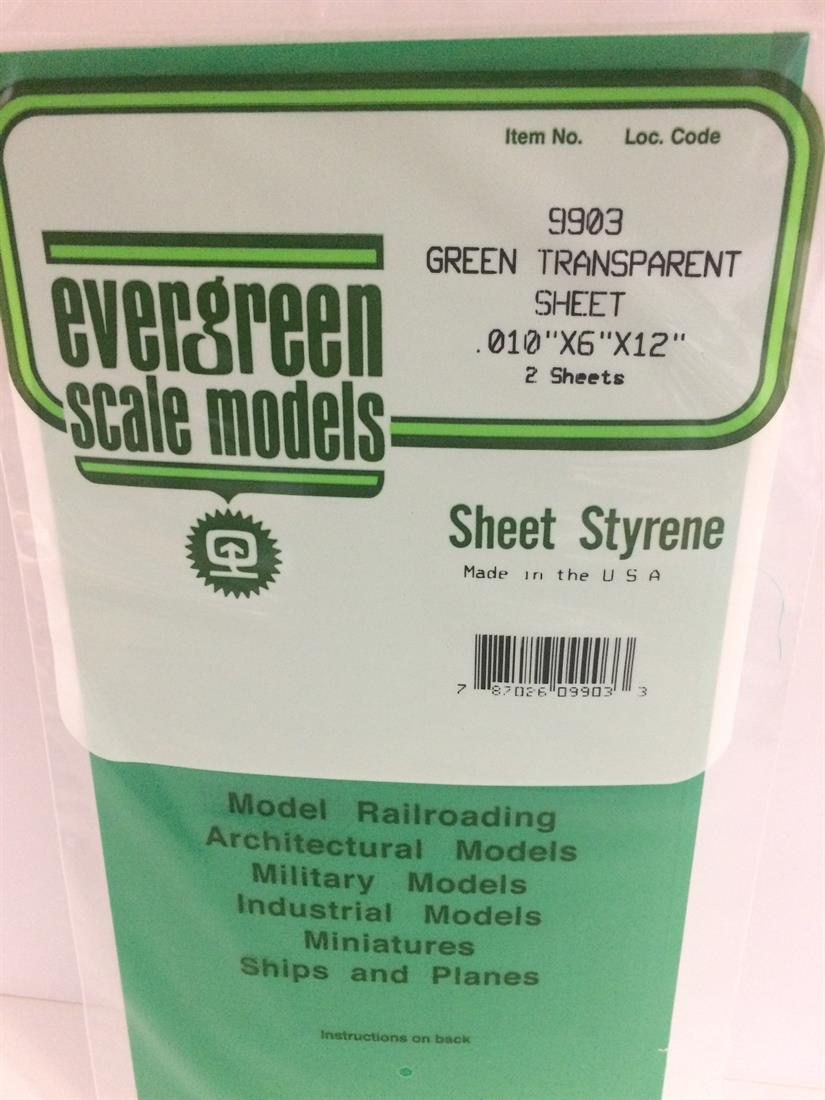 Item No. Loc. Code
9903
GREEN TRANSPARENT
SHEET
.010"X6"X12"
2 Sheets
evergreen
scale models
Sheet Styrene
Made in the U S A
7 87026 09903 3
Model Railroading
Architectural Models
Military Models
Industrial Models
Miniatures
Ships and Planes
Instructions on back